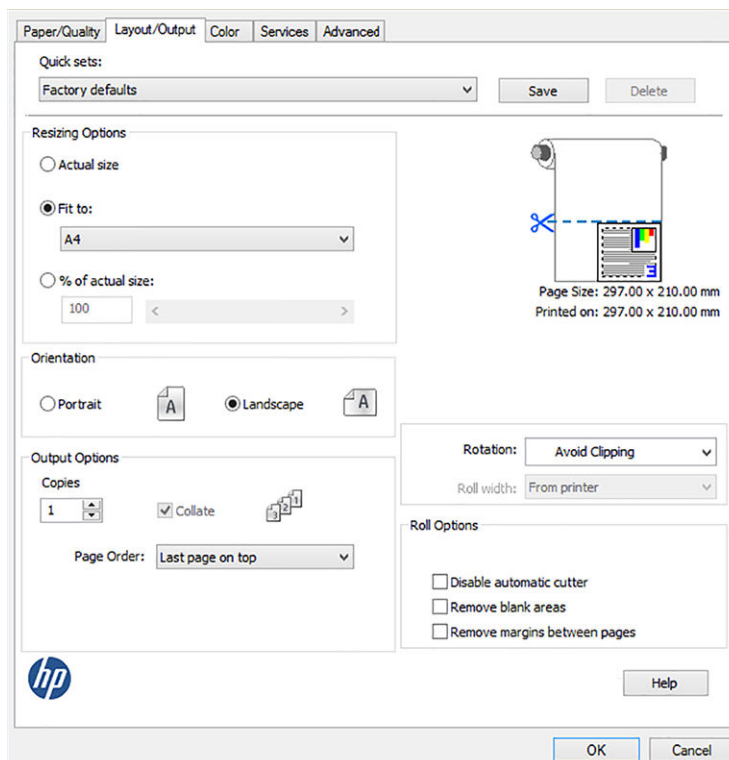 Paper/Quality Layout/Output Color Services Advanced
Quick sets:
Factory defaults Save Delete
Resizing Options
Actual size
Fit to:
A4
% of actual size:
100
Page Size: 297.00 x 210.00 mm
Printed on: 297.00 x 210.00 mm
Orientation
Portrait A Landscape A
Rotation: Avoid Clipping
Roll width: From printer
Output Options
Copies
1 Collate 3 2 1
Page Order: Last page on top
Roll Options
Disable automatic cutter
Remove blank areas
Remove margins between pages
hp
Help
OK Cancel